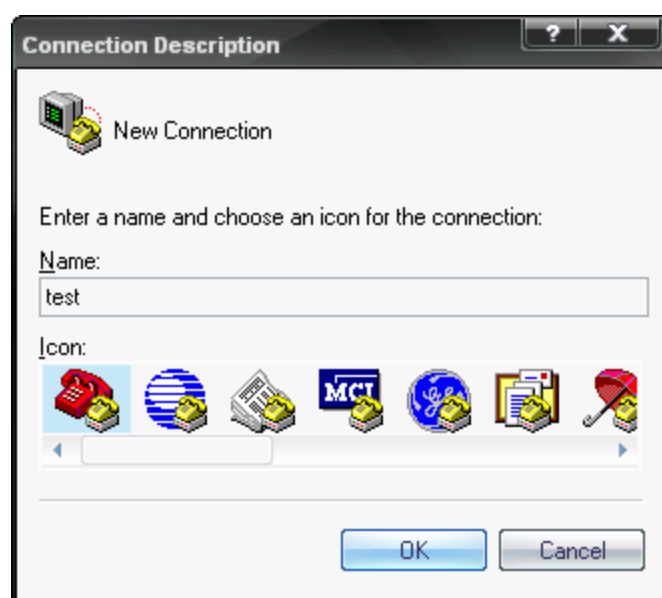 Connection Description
New Connection
Enter a name and choose an icon for the connection:
Name:
test
Icon:
MCI
OK Cancel